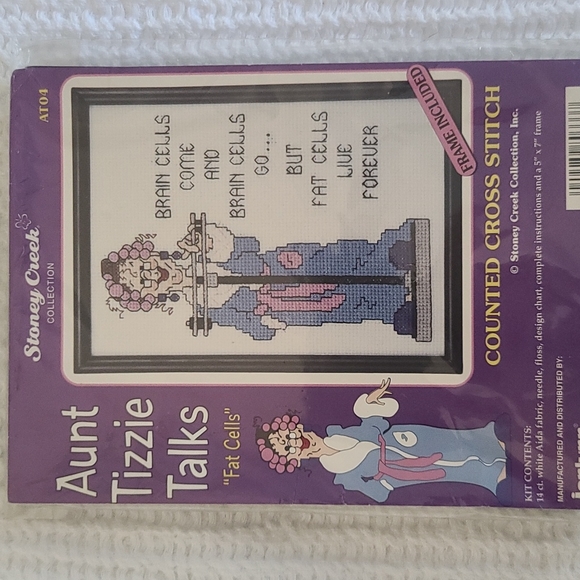 AT04
Stoney Creek
COLLECTION
BRAIN CELLS
COME
AND
BRAIN CELLS
GO....
BUT
FAT CELLS
LIVE
FOREVER
FRAME INCLUDED
COUNTED CROSS STITCH
© Stoney Creek Collection, Inc.
Aunt
Tizzie
Talks
"Fat Cells"
KIT CONTENTS:
14 ct. white Aida fabric, needle, floss, design chart, complete instructions and a 5" x 7" frame
MANUFACTURED AND DISTRIBUTED BY: